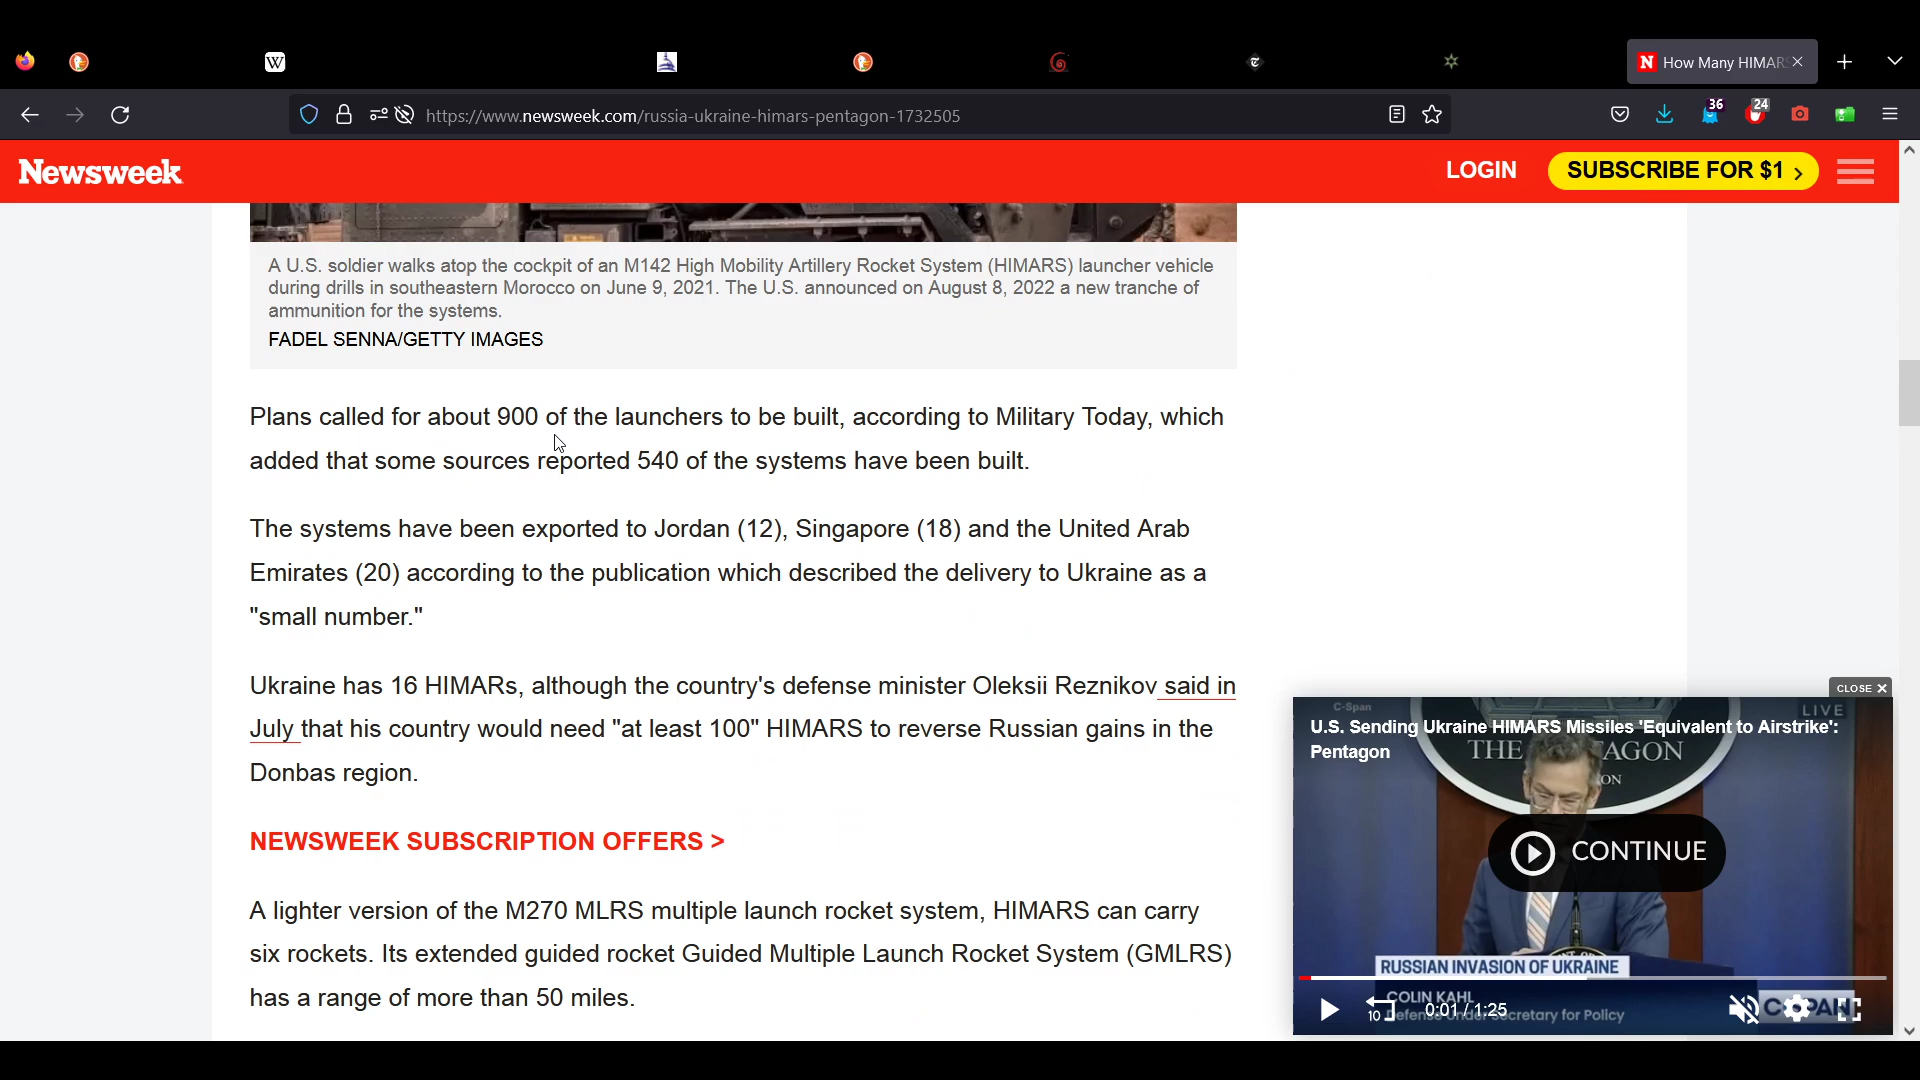 How Many HIMARS
https://www.newsweek.com/russia-ukraine-himars-pentagon-1732505
36
24
Newsweek
LOGIN
SUBSCRIBE FOR $1 >
A U.S. soldier walks atop the cockpit of an M142 High Mobility Artillery Rocket System (HIMARS) launcher vehicle
during drills in southeastern Morocco on June 9, 2021. The U.S. announced on August 8, 2022 a new tranche of
ammunition for the systems.
FADEL SENNA/GETTY IMAGES
Plans called for about 900 of the launchers to be built, according to Military Today, which
added that some sources reported 540 of the systems have been built.
The systems have been exported to Jordan (12), Singapore (18) and the United Arab
Emirates (20) according to the publication which described the delivery to Ukraine as a
"small number."
Ukraine has 16 HIMARs, although the country's defense minister Oleksii Reznikov said in
July that his country would need "at least 100" HIMARS to reverse Russian gains in the
Donbas region.
NEWSWEEK SUBSCRIPTION OFFERS >
A lighter version of the M270 MLRS multiple launch rocket system, HIMARS can carry
six rockets. Its extended guided rocket Guided Multiple Launch Rocket System (GMLRS)
has a range of more than 50 miles.
CLOSE X
C-Span
LIVE
U.S. Sending Ukraine HIMARS Missiles 'Equivalent to Airstrike':
Pentagon
THE PENTAGON
CONTINUE
RUSSIAN INVASION OF UKRAINE
COLIN KAHL
Defense Under Secretary for Policy
10
0:01 / 1:25
C-SPAN